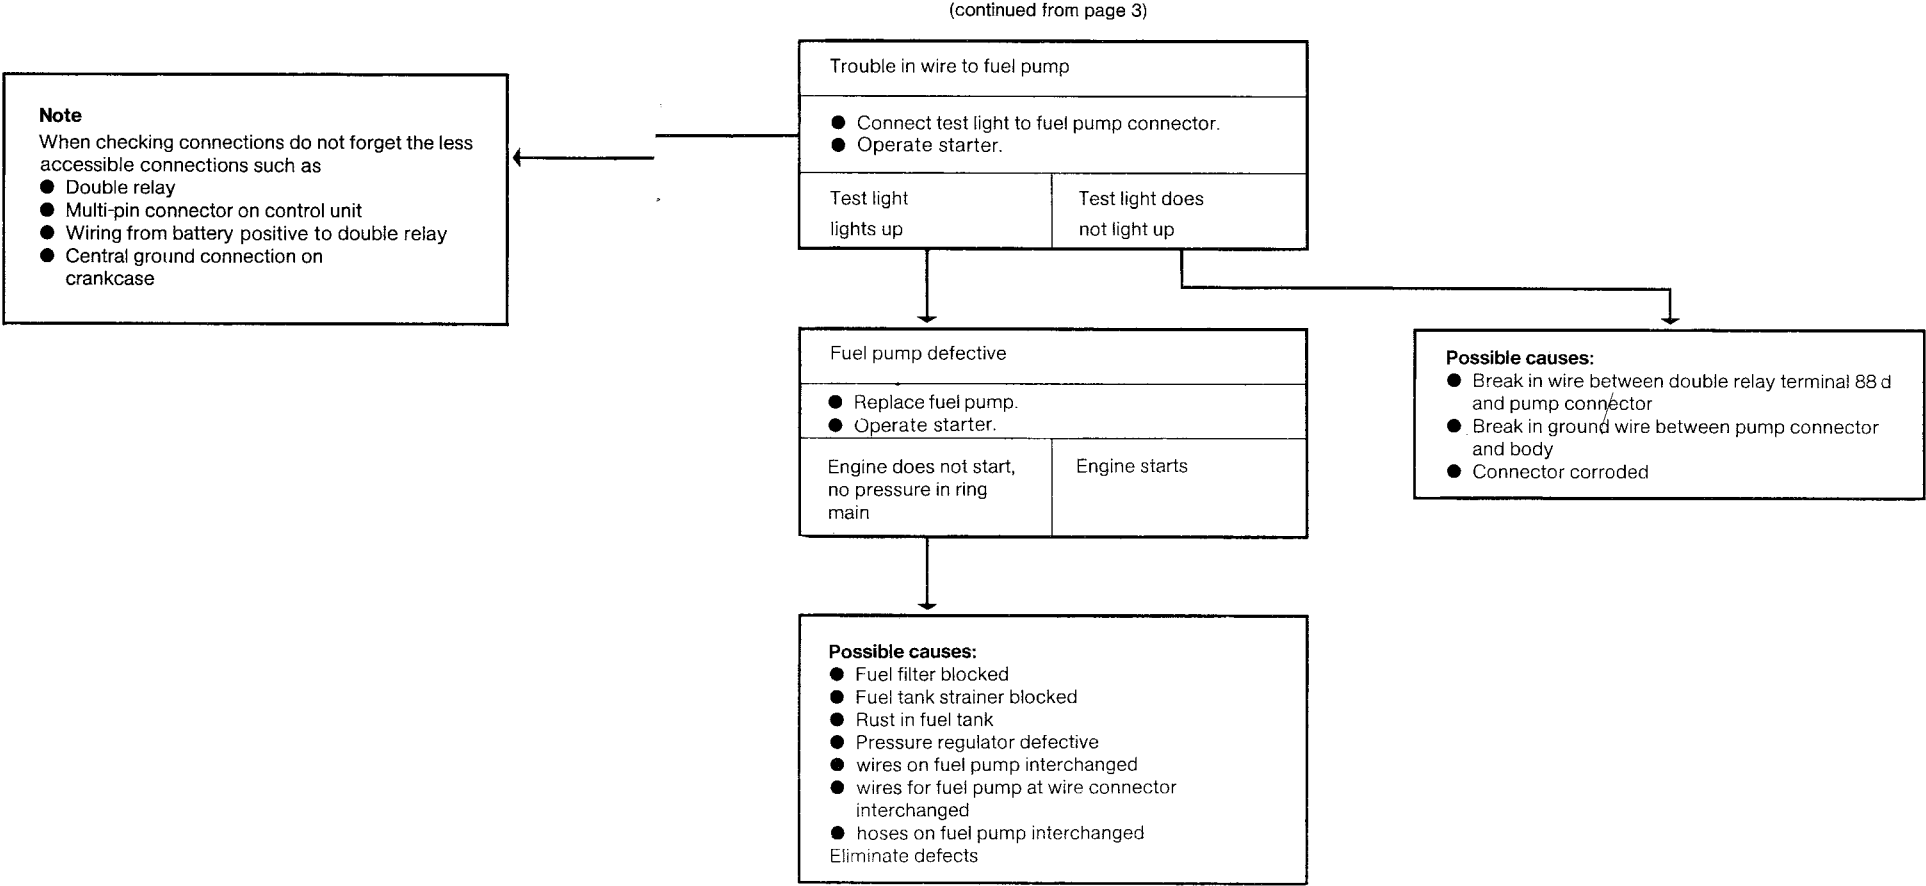 (continued from page 3)
Note
When checking connections do not forget the less
accessible connections such as
● Double relay
● Multi-pin connector on control unit
● Wiring from battery positive to double relay
● Central ground connection on
crankcase
Trouble in wire to fuel pump
● Connect test light to fuel pump connector.
● Operate starter.
Test light
lights up
Test light does
not light up
Fuel pump defective
● Replace fuel pump.
● Operate starter.
Engine does not start,
no pressure in ring
main
Engine starts
Possible causes:
● Break in wire between double relay terminal 88 d
and pump connector
● Break in ground wire between pump connector
and body
● Connector corroded
Possible causes:
● Fuel filter blocked
● Fuel tank strainer blocked
● Rust in fuel tank
● Pressure regulator defective
● wires on fuel pump interchanged
● wires for fuel pump at wire connector
interchanged
● hoses on fuel pump interchanged
Eliminate defects